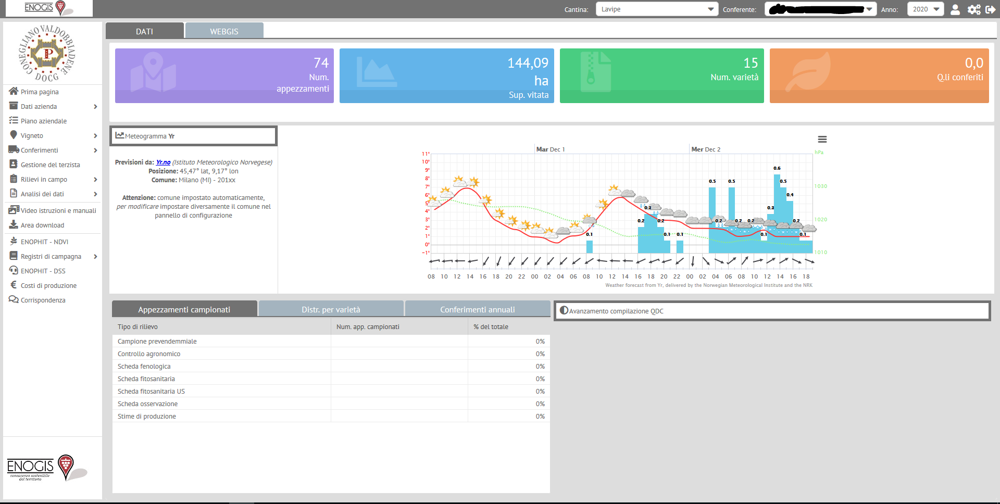 ENOGIS
Cantina:
Lavipe
Conferente:
Anno:
2020
CONEGLIANO VALDOBBIADENE
DOCG
P
Prima pagina
Dati azienda
Piano aziendale
Vigneto
Conferimenti
Gestione del terzista
Rilievi in campo
Analisi dei dati
Video istruzioni e manuali
Area download
ENOPHIT - NDVI
Registri di campagna
ENOPHIT - DSS
Costi di produzione
Corrispondenza
ENOGIS
conoscenza sostenibile
del territorio
DATI
WEBGIS
74
Num.
appezzamenti
144,09
ha
Sup. vitata
15
Num. varietà
0,0
Q.li conferiti
Meteogramma Yr
Previsioni da: Yr.no (Istituto Meteorologico Norvegese)
Posizione: 45,47° lat, 9,17° lon
Comune: Milano (MI) - 201xx
Attenzione: comune impostato automaticamente,
per modificare impostare diversamente il comune nel
pannello di configurazione
Mar Dec 1
Mer Dec 2
hPa
11°
10°
9°
8°
7°
6°
5°
4°
3°
2°
1°
0°
-1°
1030
1020
1010
0.1
0.2
0.3
0.2
0.1
0.1
0.5
0.2
0.5
0.2
0.2
0.1
0.3
0.6
0.5
0.4
0.2
0.1
08 10 12 14 16 18 20 22 00 02 04 06 08 10 12 14 16 18 20 22 00 02 04 06 08 10 12 14 16 18
Weather forecast from Yr, delivered by the Norwegian Meteorological Institute and the NRK
Appezzamenti campionati
Distr. per varietà
Conferimenti annuali
Tipo di rilievo Num. app. campionati % del totale
Campione prevendemmiale 0%
Controllo agronomico 0%
Scheda fenologica 0%
Scheda fitosanitaria 0%
Scheda fitosanitaria US 0%
Scheda osservazione 0%
Stime di produzione 0%
Avanzamento compilazione QDC